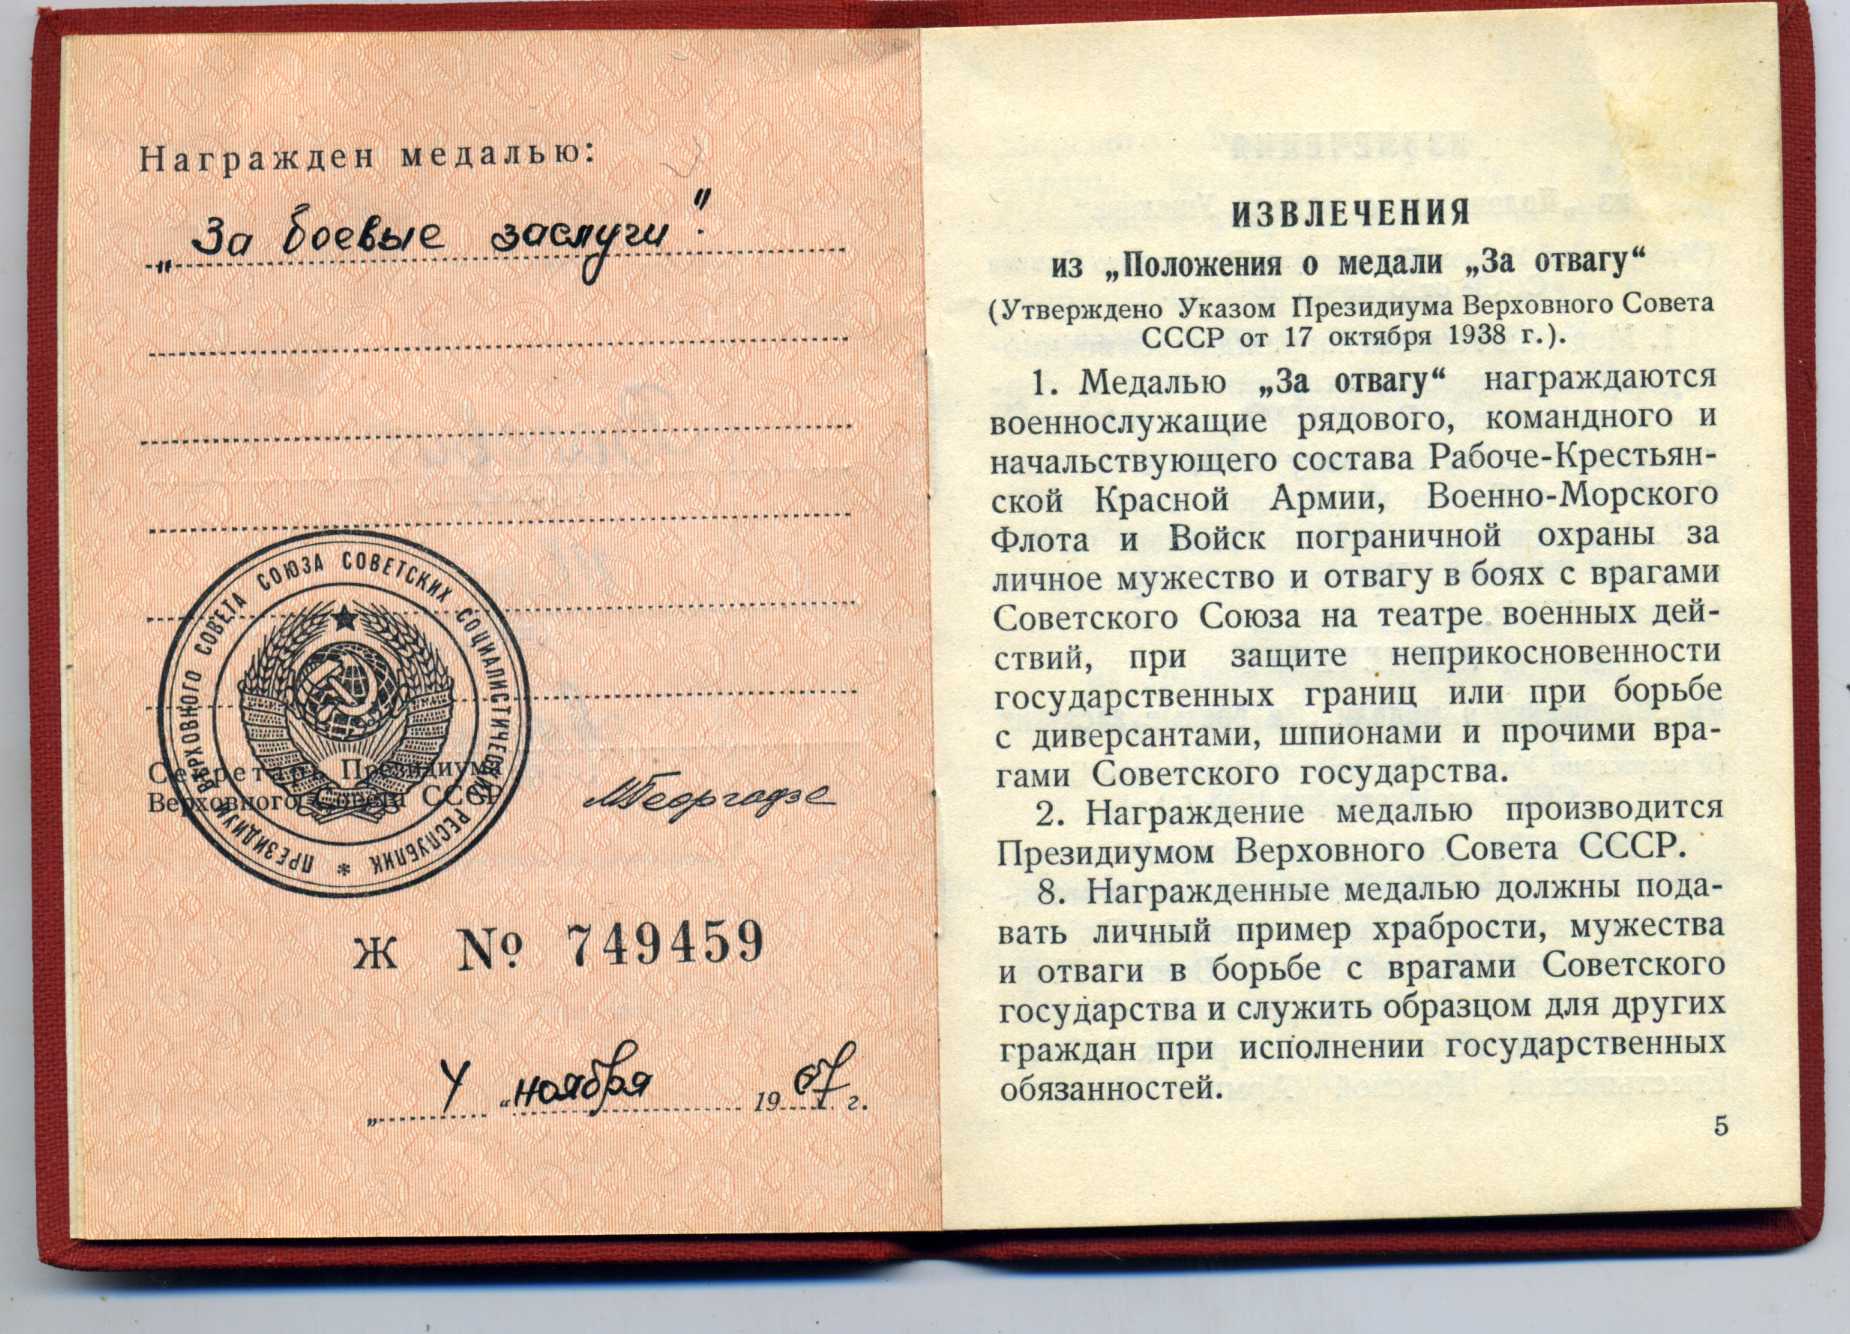 Награжден медалью:
„За боевые заслуги".
ПРЕЗИДИУМ ВЕРХОВНОГО СОВЕТА СОЮЗА СОВЕТСКИХ СОЦИАЛИСТИЧЕСКИХ РЕСПУБЛИК *
Секретарь Президиума
Верховного Совета СССР
МГеоргадзе
Ж № 749459
„ 4 “ ноября 1967 г.
ИЗВЛЕЧЕНИЯ
из „Положения о медали „За отвагу“
(Утверждено Указом Президиума Верховного Совета
СССР от 17 октября 1938 г.).
1. Медалью „За отвагу“ награждаются
военнослужащие рядового, командного и
начальствующего состава Рабоче-Крестьян-
ской Красной Армии, Военно-Морского
Флота и Войск пограничной охраны за
личное мужество и отвагу в боях с врагами
Советского Союза на театре военных дей-
ствий, при защите неприкосновенности
государственных границ или при борьбе
с диверсантами, шпионами и прочими вра-
гами Советского государства.
2. Награждение медалью производится
Президиумом Верховного Совета СССР.
8. Награжденные медалью должны пода-
вать личный пример храбрости, мужества
и отваги в борьбе с врагами Советского
государства и служить образцом для других
граждан при исполнении государственных
обязанностей.
5